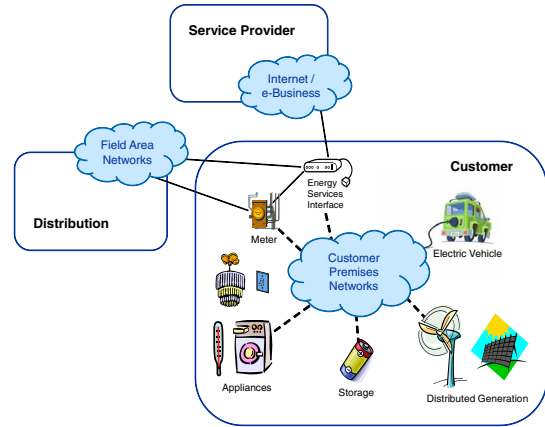 Service Provider
Internet /
e-Business
Field Area
Networks
Distribution
Customer
Energy
Services
Interface
Meter
Electric Vehicle
Customer
Premises
Networks
Appliances
Storage
Distributed Generation